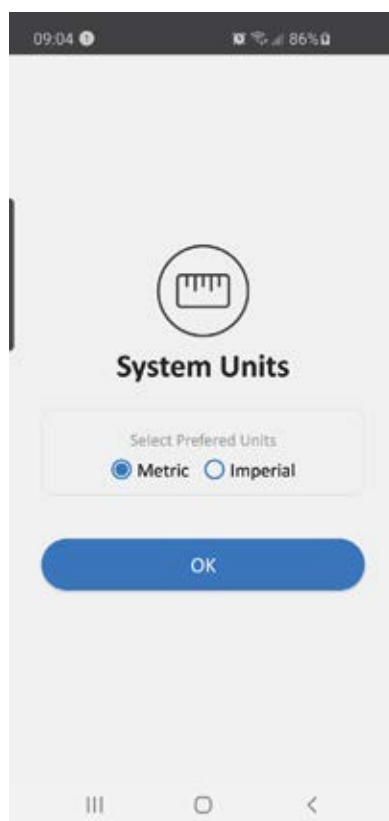 09:04
86%
System Units
Select Prefered Units
Metric Imperial
OK